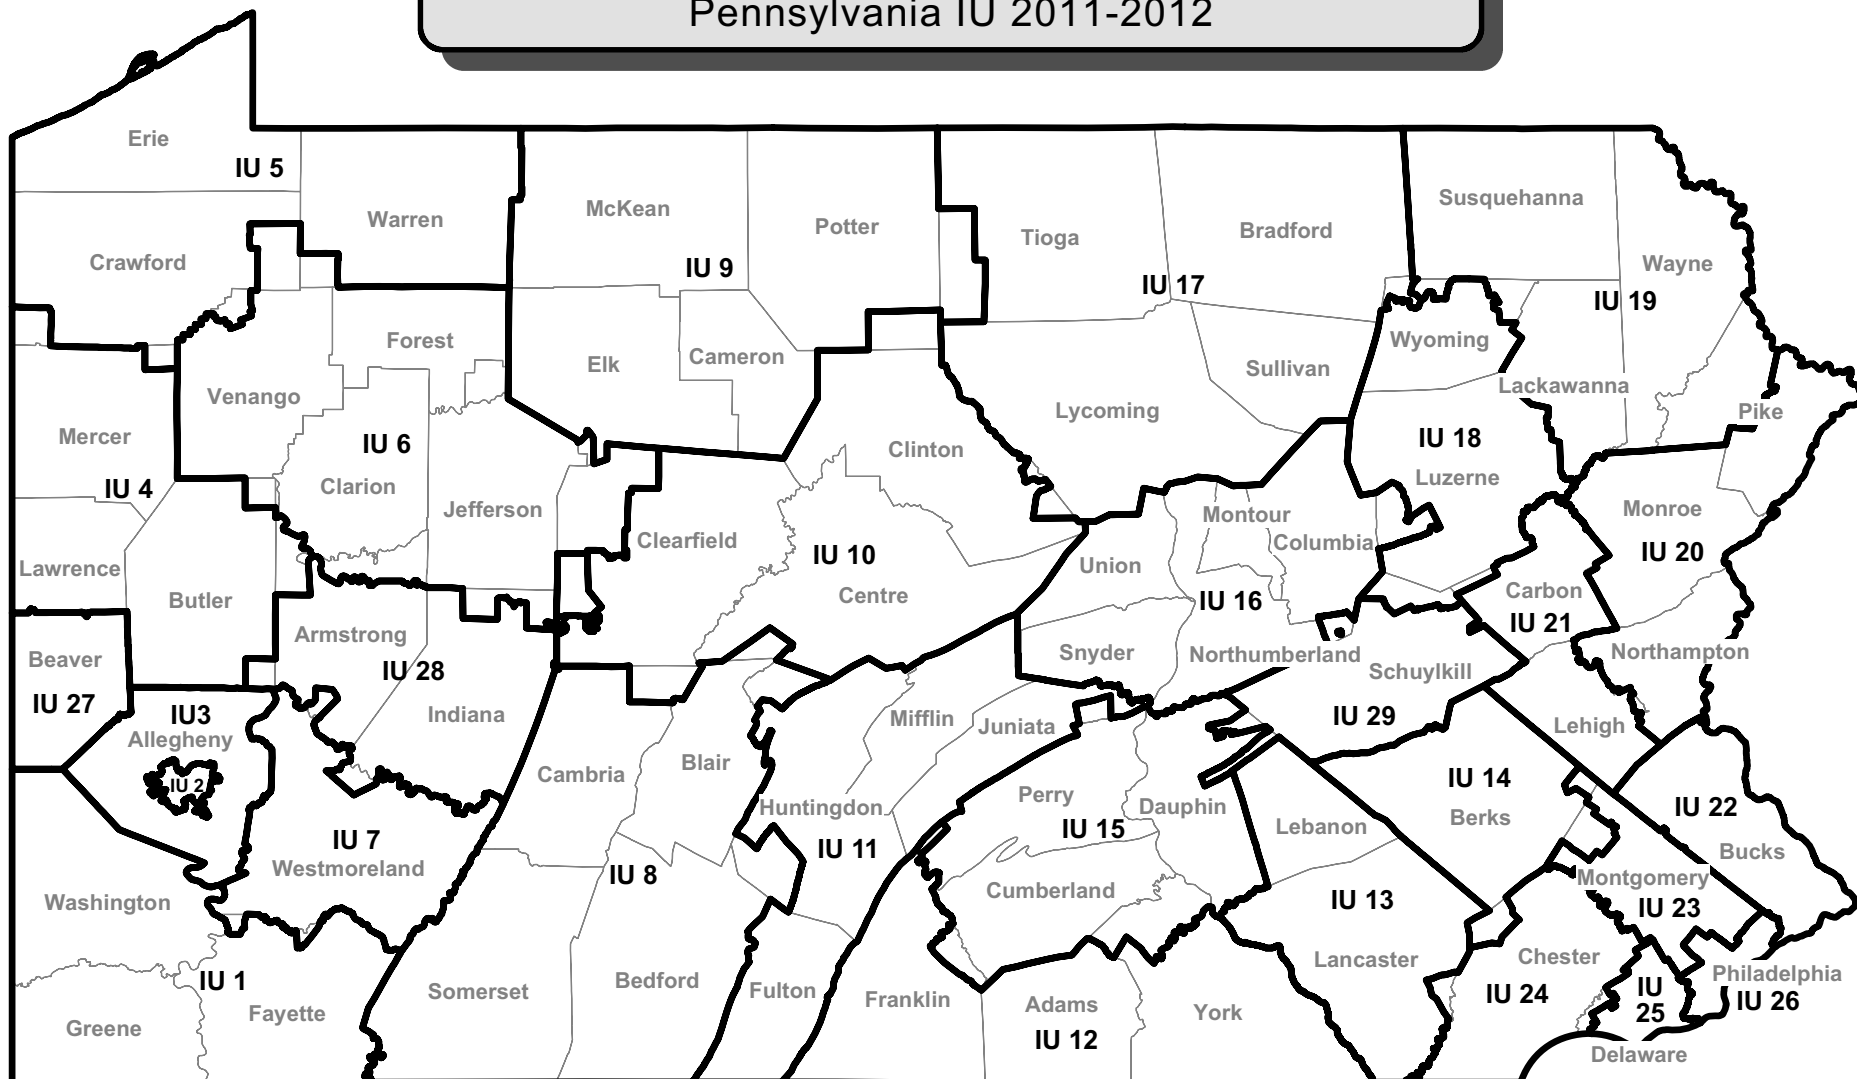 Pennsylvania IU 2011-2012
Erie
IU 5
Warren
McKean
Potter
Tioga
Bradford
Susquehanna
Wayne
Crawford
IU 9
IU 17
IU 19
Forest
Elk
Cameron
Sullivan
Wyoming
Lackawanna
Venango
Lycoming
Pike
Mercer
IU 6
Clinton
IU 18
IU 4
Clarion
Luzerne
Jefferson
Montour
Monroe
Clearfield
IU 10
Columbia
IU 20
Lawrence
Union
Butler
Centre
IU 16
Carbon
IU 21
Armstrong
Beaver
IU 28
Snyder
Northumberland
Schuylkill
Northampton
IU 27
IU3
Allegheny
Indiana
Mifflin
Juniata
IU 29
Lehigh
IU 2
Cambria
Blair
Perry
IU 14
Huntingdon
Dauphin
IU 22
Berks
IU 7
IU 11
IU 15
Lebanon
Westmoreland
IU 8
Bucks
Cumberland
Montgomery
Washington
IU 13
IU 23
Lancaster
Chester
IU 1
Somerset
Bedford
Fulton
Franklin
Philadelphia
Fayette
Adams
York
IU 24
IU
25
IU 26
Greene
IU 12
Delaware